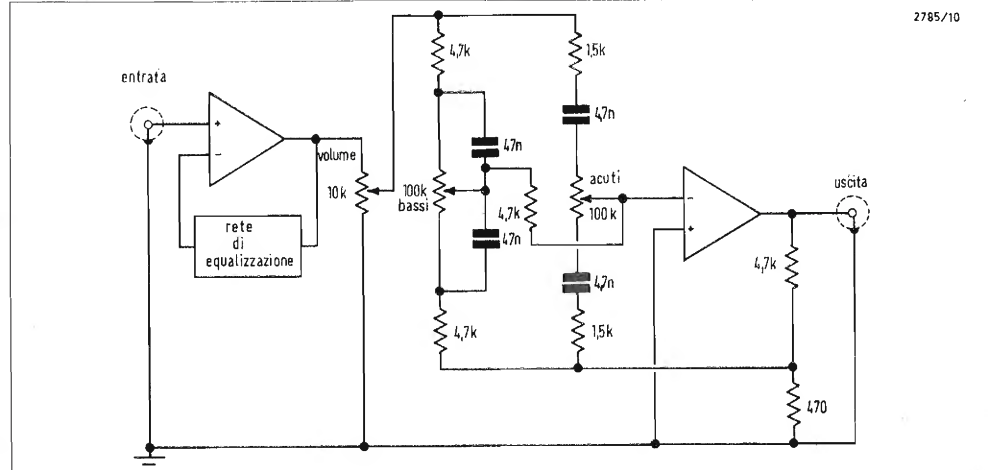 2785/10
entrata
+
−
volume
10k
rete
di
equalizzazione
4,7k
47n
100k
bassi
4,7k
47n
4,7k
1,5k
4,7n
acuti
100k
4,7n
1,5k
−
+
uscita
4,7k
470